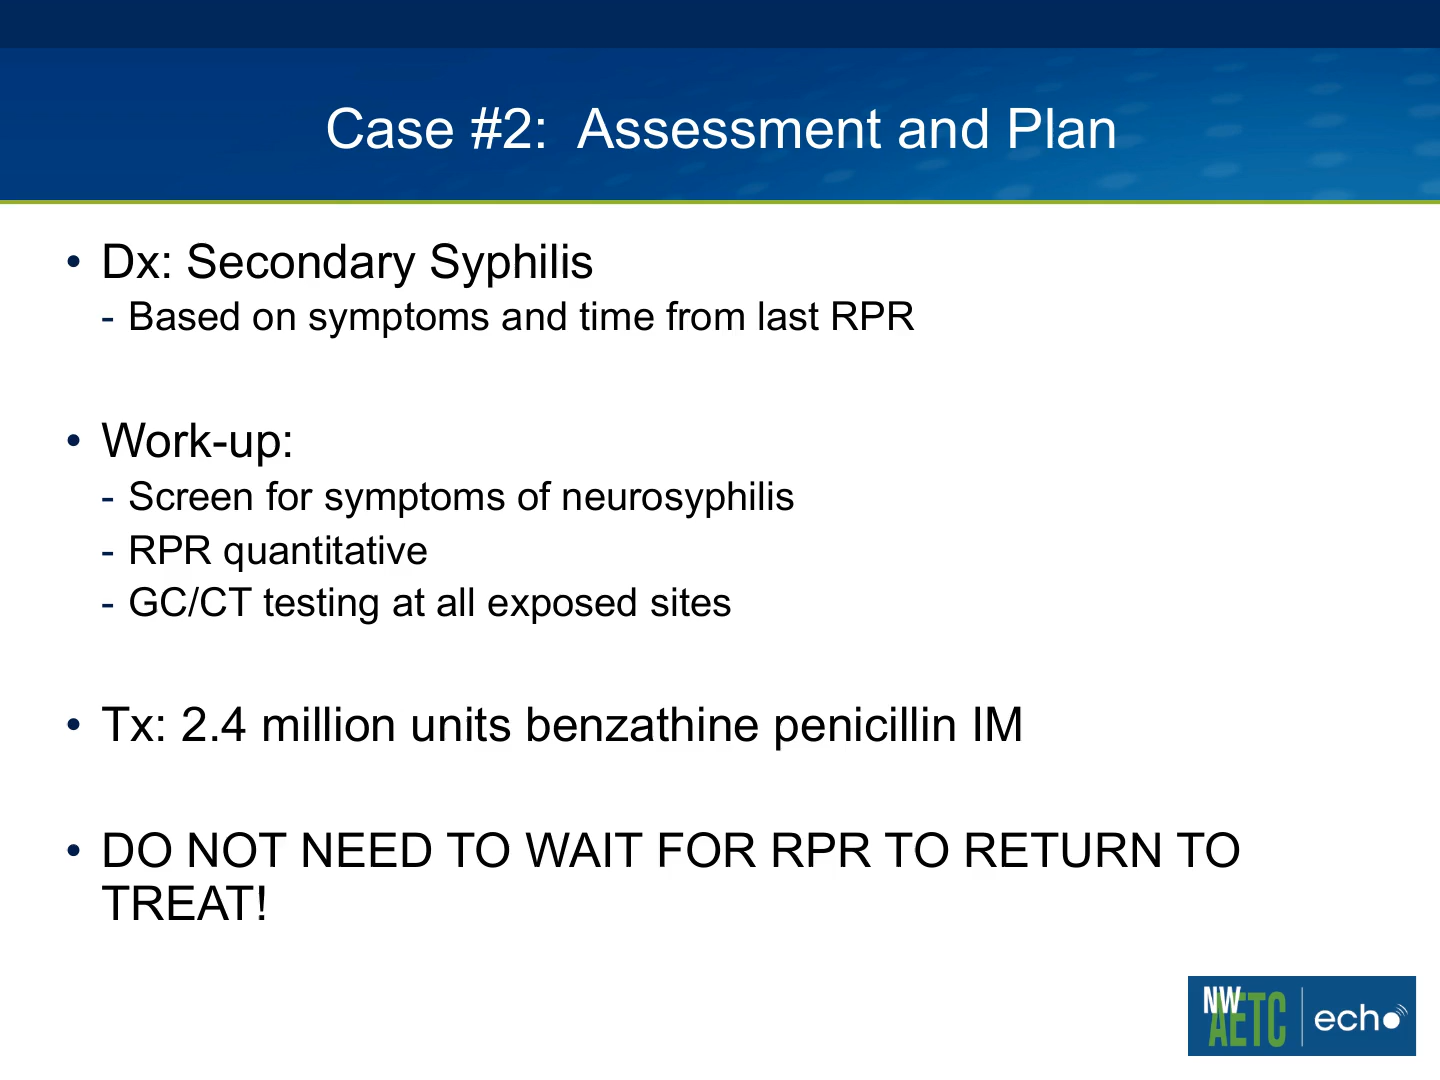 Case #2:  Assessment and Plan
• Dx: Secondary Syphilis
- Based on symptoms and time from last RPR
• Work-up:
- Screen for symptoms of neurosyphilis
- RPR quantitative
- GC/CT testing at all exposed sites
• Tx: 2.4 million units benzathine penicillin IM
• DO NOT NEED TO WAIT FOR RPR TO RETURN TO
TREAT!
NW AETC | echo